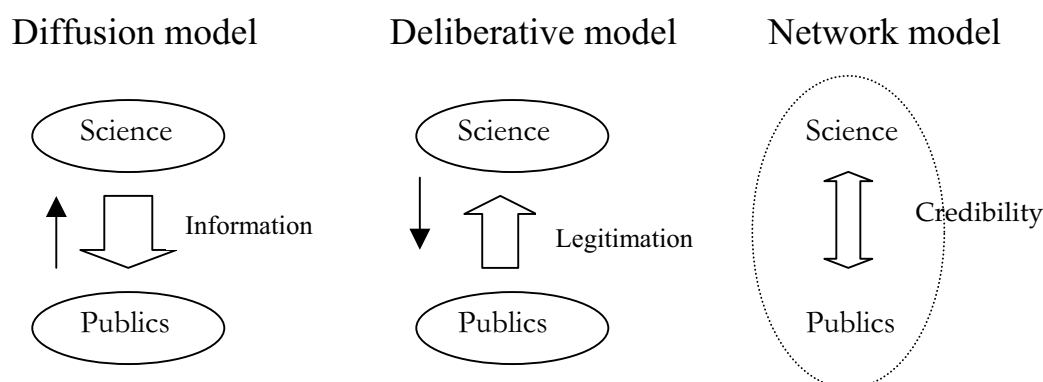 Diffusion model
Deliberative model
Network model
Science
Science
Science
Information
Legitimation
Credibility
Publics
Publics
Publics